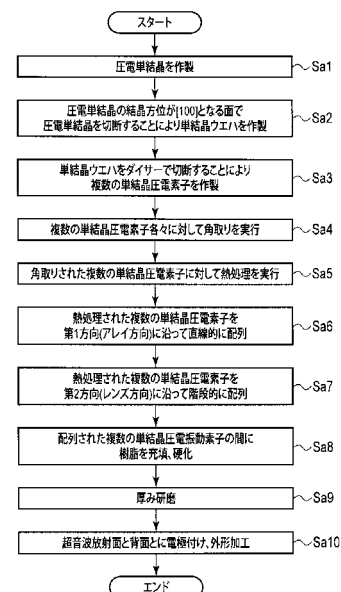 スタート
圧電単結晶を作製
Sa1
圧電単結晶の結晶方位が[100]となる面で
圧電単結晶を切断することにより単結晶ウエハを作製
Sa2
単結晶ウエハをダイサーで切断することにより
複数の単結晶圧電素子を作製
Sa3
複数の単結晶圧電素子各々に対して角取りを実行
Sa4
角取りされた複数の単結晶圧電素子に対して熱処理を実行
Sa5
熱処理された複数の単結晶圧電素子を
第1方向(アレイ方向)に沿って直線的に配列
Sa6
熱処理された複数の単結晶圧電素子を
第2方向(レンズ方向)に沿って階段的に配列
Sa7
配列された複数の単結晶圧電振動素子の間に
樹脂を充填、硬化
Sa8
厚み研磨
Sa9
超音波放射面と背面とに電極付け、外形加工
Sa10
エンド